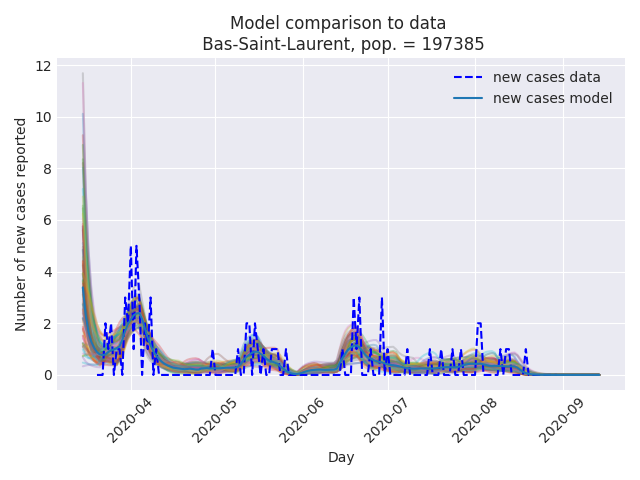 Model comparison to data
Bas-Saint-Laurent, pop. = 197385
new cases data
new cases model
Number of new cases reported
12
10
8
6
4
2
0
2020-04
2020-05
2020-06
2020-07
2020-08
2020-09
Day